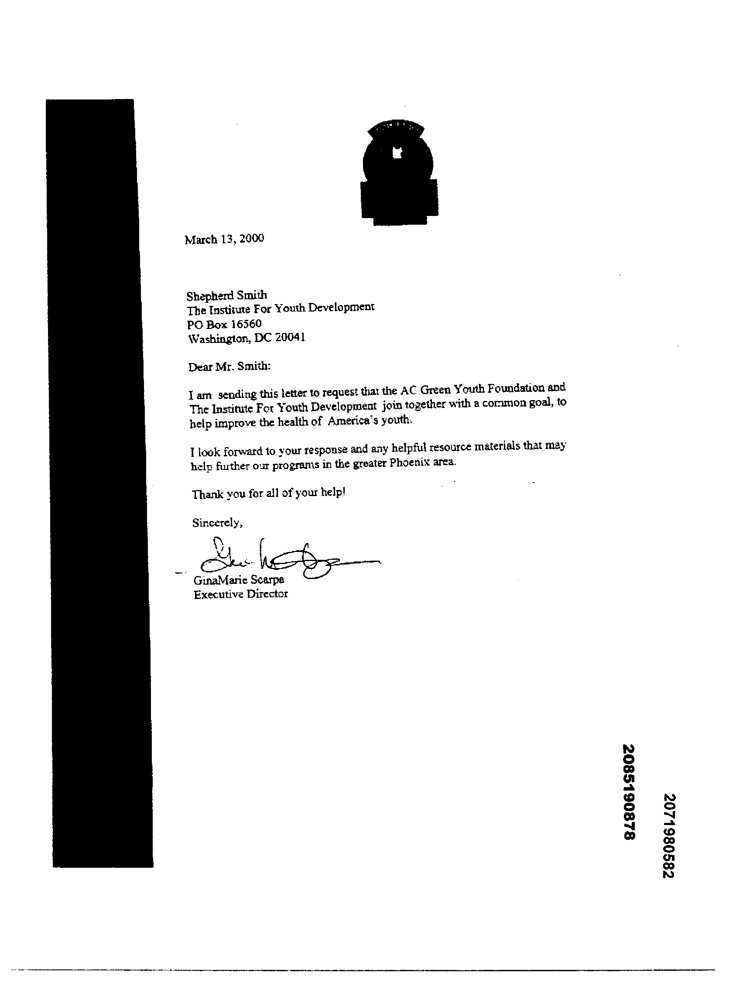 March 13, 2000
Shepherd Smith
The Institute For Youth Development
PO Box 16560
Washington, DC 20041
Dear Mr. Smith:
I am sending this letter to request that the AC Green Youth Foundation and
The Institute For Youth Development join together with a common goal, to
help improve the health of America's youth.
I look forward to your response and any helpful resource materials that may
help further our programs in the greater Phoenix area.
Thank you for all of your help!
Sincerely,
GinaMarie Scarpa
Executive Director
2085190878
2071980582